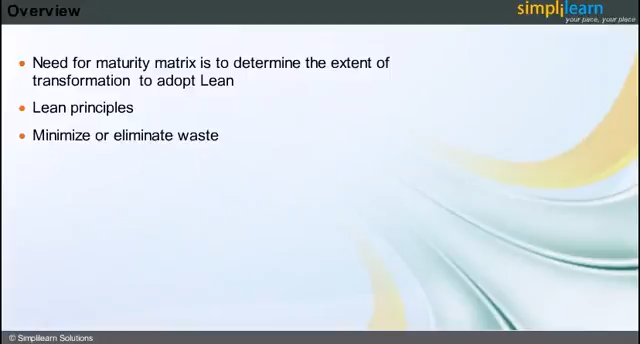 Overview
simplilearn
your pace, your place
Need for maturity matrix is to determine the extent of
transformation to adopt Lean
Lean principles
Minimize or eliminate waste
© Simplilearn Solutions